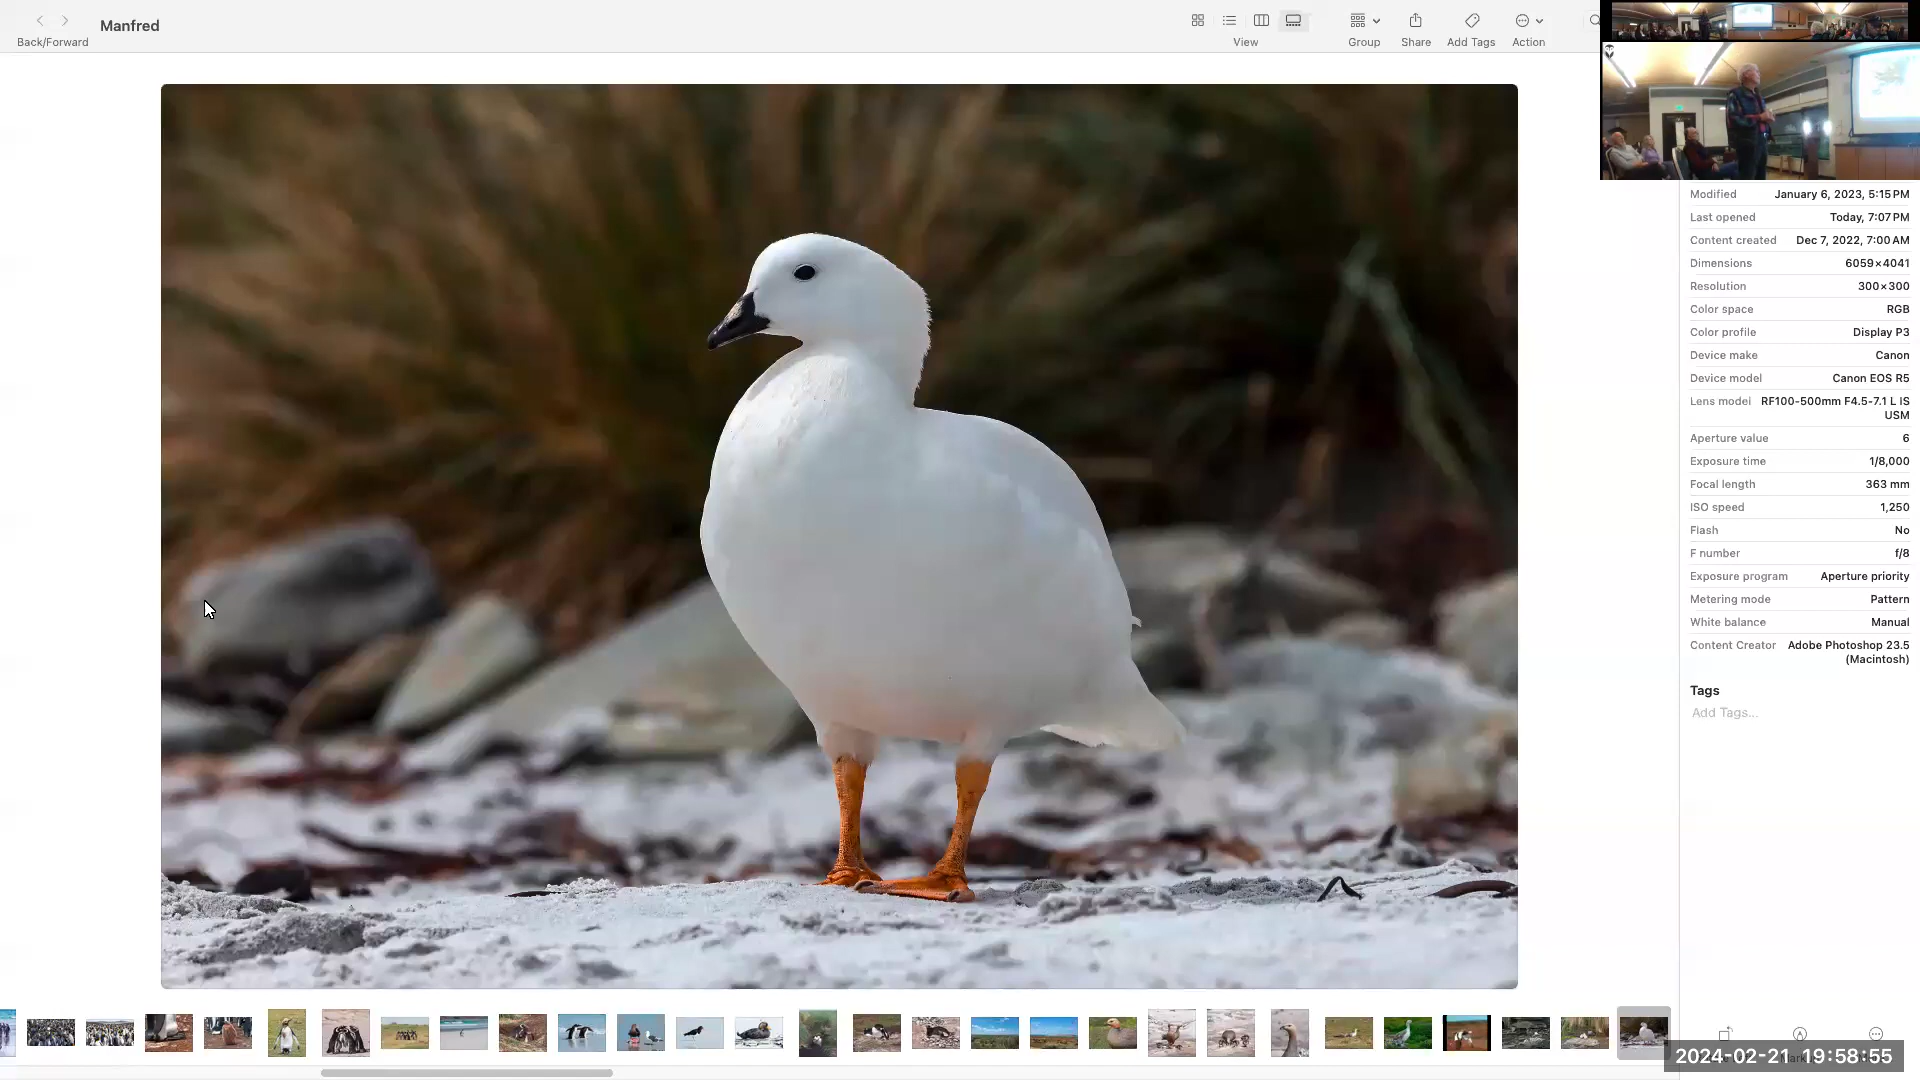 Manfred
Back/Forward
View
Group
Share
Add Tags
Action
Modified January 6, 2023, 5:15 PM
Last opened Today, 7:07 PM
Content created Dec 7, 2022, 7:00 AM
Dimensions 6059×4041
Resolution 300×300
Color space RGB
Color profile Display P3
Device make Canon
Device model Canon EOS R5
Lens model RF100-500mm F4.5-7.1 L IS
USM
Aperture value 6
Exposure time 1/8,000
Focal length 363 mm
ISO speed 1,250
Flash No
F number f/8
Exposure program Aperture priority
Metering mode Pattern
White balance Manual
Content Creator Adobe Photoshop 23.5
(Macintosh)
Tags
Add Tags...
2024-02-21 19:58:55